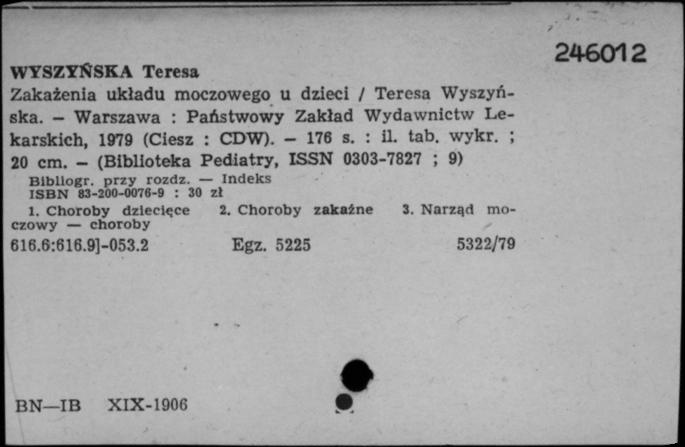 246012
WYSZYŃSKA Teresa
Zakażenia układu moczowego u dzieci / Teresa Wyszyń-
ska. — Warszawa : Państwowy Zakład Wydawnictw Le-
karskich, 1979 (Ciesz : CDW). — 176 s. : il. tab. wykr. ;
20 cm. — (Biblioteka Pediatry, ISSN 0303-7827 ; 9)
Bibliogr. przy rozdz. — Indeks
ISBN 83-200-0076-9 : 30 zł
1. Choroby dziecięce 2. Choroby zakaźne 3. Narząd mo-
czowy — choroby
616.6:616.9]-053.2 Egz. 5225 5322/79
BN—IB XIX-1906